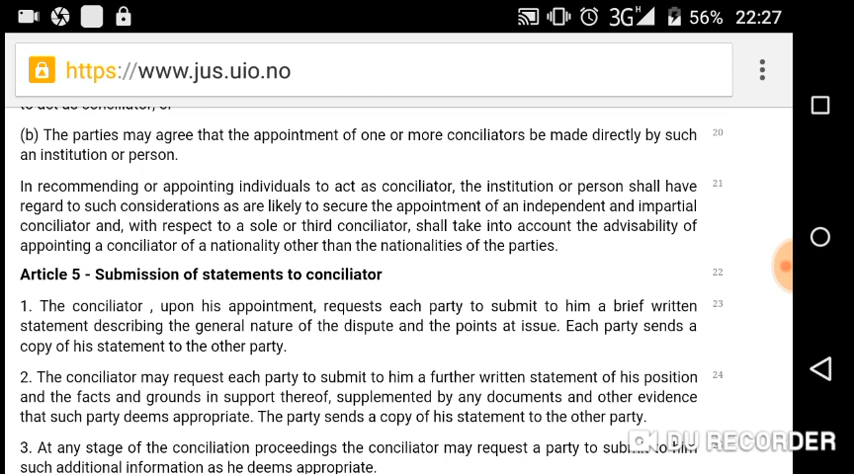 3G H 56% 22:27
https://www.jus.uio.no
(b) The parties may agree that the appointment of one or more conciliators be made directly by such 20
an institution or person.
In recommending or appointing individuals to act as conciliator, the institution or person shall have 21
regard to such considerations as are likely to secure the appointment of an independent and impartial
conciliator and, with respect to a sole or third conciliator, shall take into account the advisability of
appointing a conciliator of a nationality other than the nationalities of the parties.
Article 5 - Submission of statements to conciliator 22
1. The conciliator , upon his appointment, requests each party to submit to him a brief written 23
statement describing the general nature of the dispute and the points at issue. Each party sends a
copy of his statement to the other party.
2. The conciliator may request each party to submit to him a further written statement of his position 24
and the facts and grounds in support thereof, supplemented by any documents and other evidence
that such party deems appropriate. The party sends a copy of his statement to the other party.
3. At any stage of the conciliation proceedings the conciliator may request a party to submit to him
DU RECORDER
such additional information as he deems appropriate.